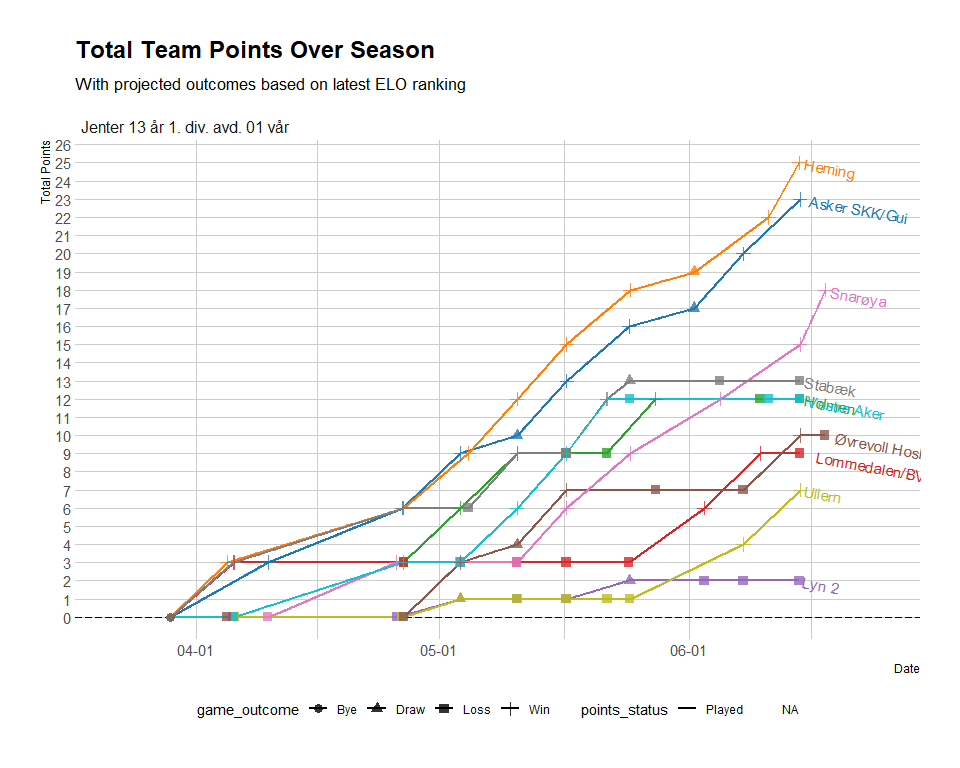 Total Team Points Over Season
With projected outcomes based on latest ELO ranking
Jenter 13 år 1. div. avd. 01 vår
Total Points
26
25
24
23
22
21
20
19
18
17
16
15
14
13
12
11
10
9
8
7
6
5
4
3
2
1
0
Heming
Asker SKK/Gui
Snarøya
Stabæk
Holmen
Aker
Øvrevoll Hosl
Lommedalen/BV
Ullern
Lyn 2
04-01
05-01
06-01
Date
game_outcome Bye Draw Loss Win points_status Played NA